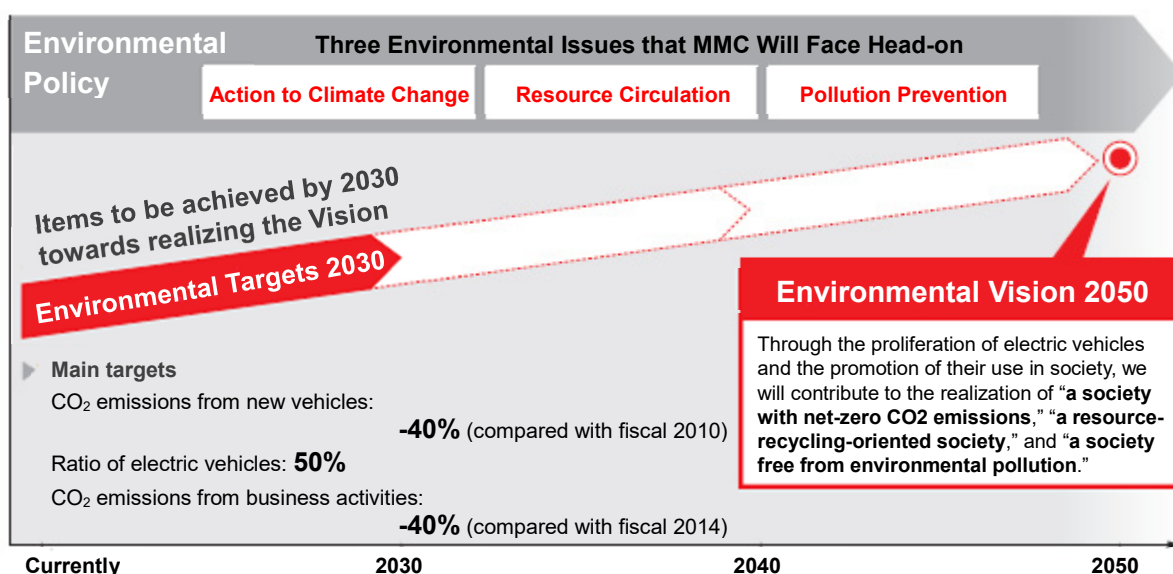 Environmental
Policy
Three Environmental Issues that MMC Will Face Head-on
Action to Climate Change
Resource Circulation
Pollution Prevention
Items to be achieved by 2030
towards realizing the Vision
Environmental Targets 2030
Environmental Vision 2050
Through the proliferation of electric vehicles
and the promotion of their use in society, we
will contribute to the realization of “a society
with net-zero CO2 emissions,” “a resource-
recycling-oriented society,” and “a society
free from environmental pollution.”
Main targets
CO₂ emissions from new vehicles:
-40% (compared with fiscal 2010)
Ratio of electric vehicles: 50%
CO₂ emissions from business activities:
-40% (compared with fiscal 2014)
Currently
2030
2040
2050